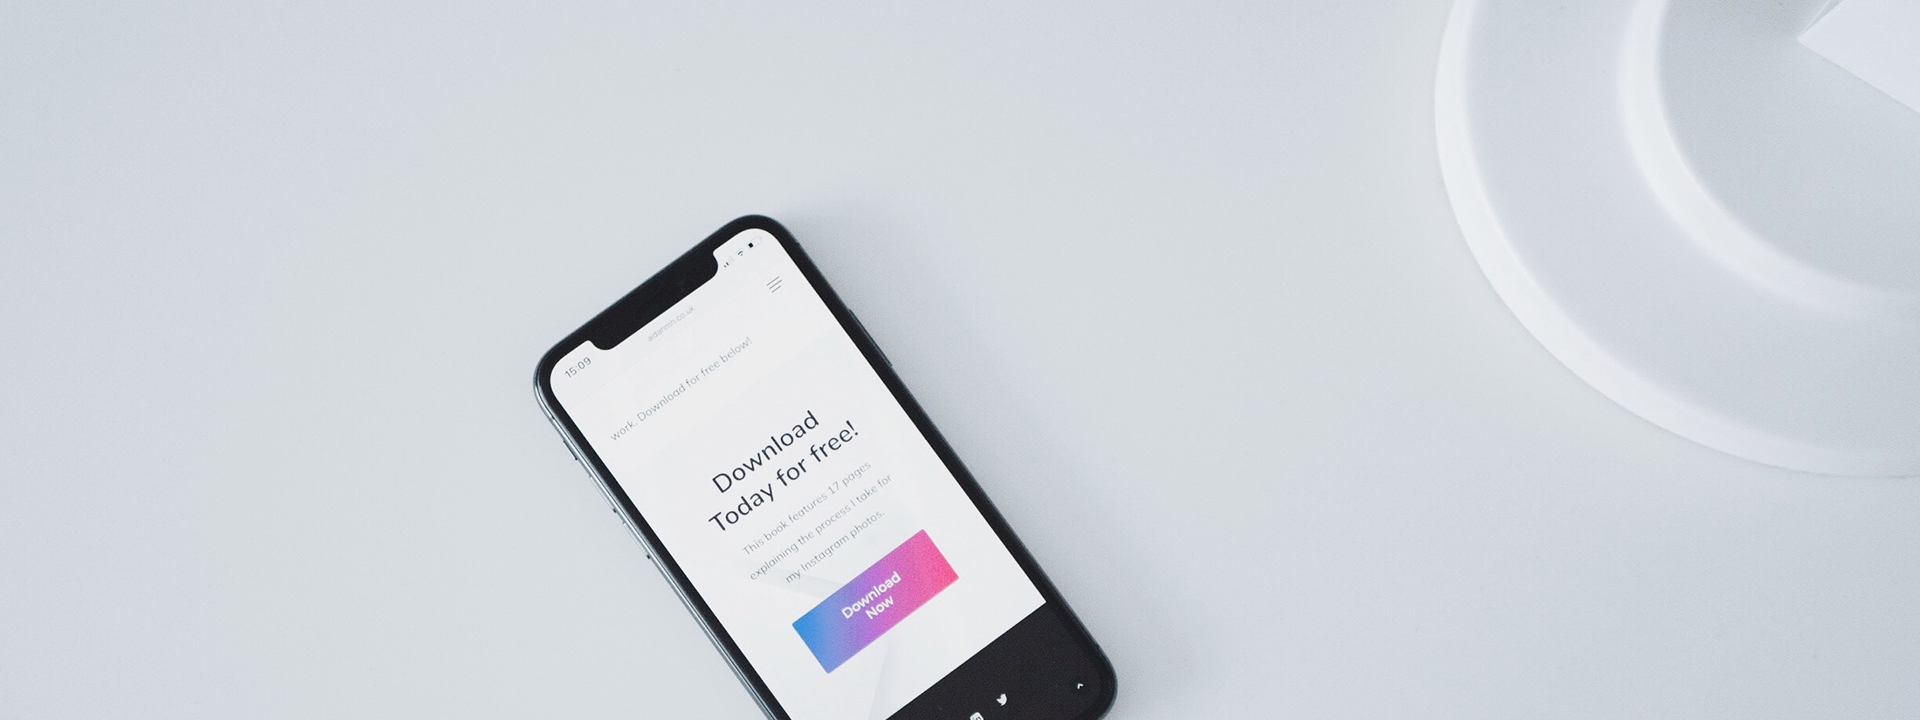 15:09
aidanmn.co.uk
work. Download for free below!
Download
Today for free!
This book features 17 pages
explaining the process I take for
my Instagram photos.
Download
Now